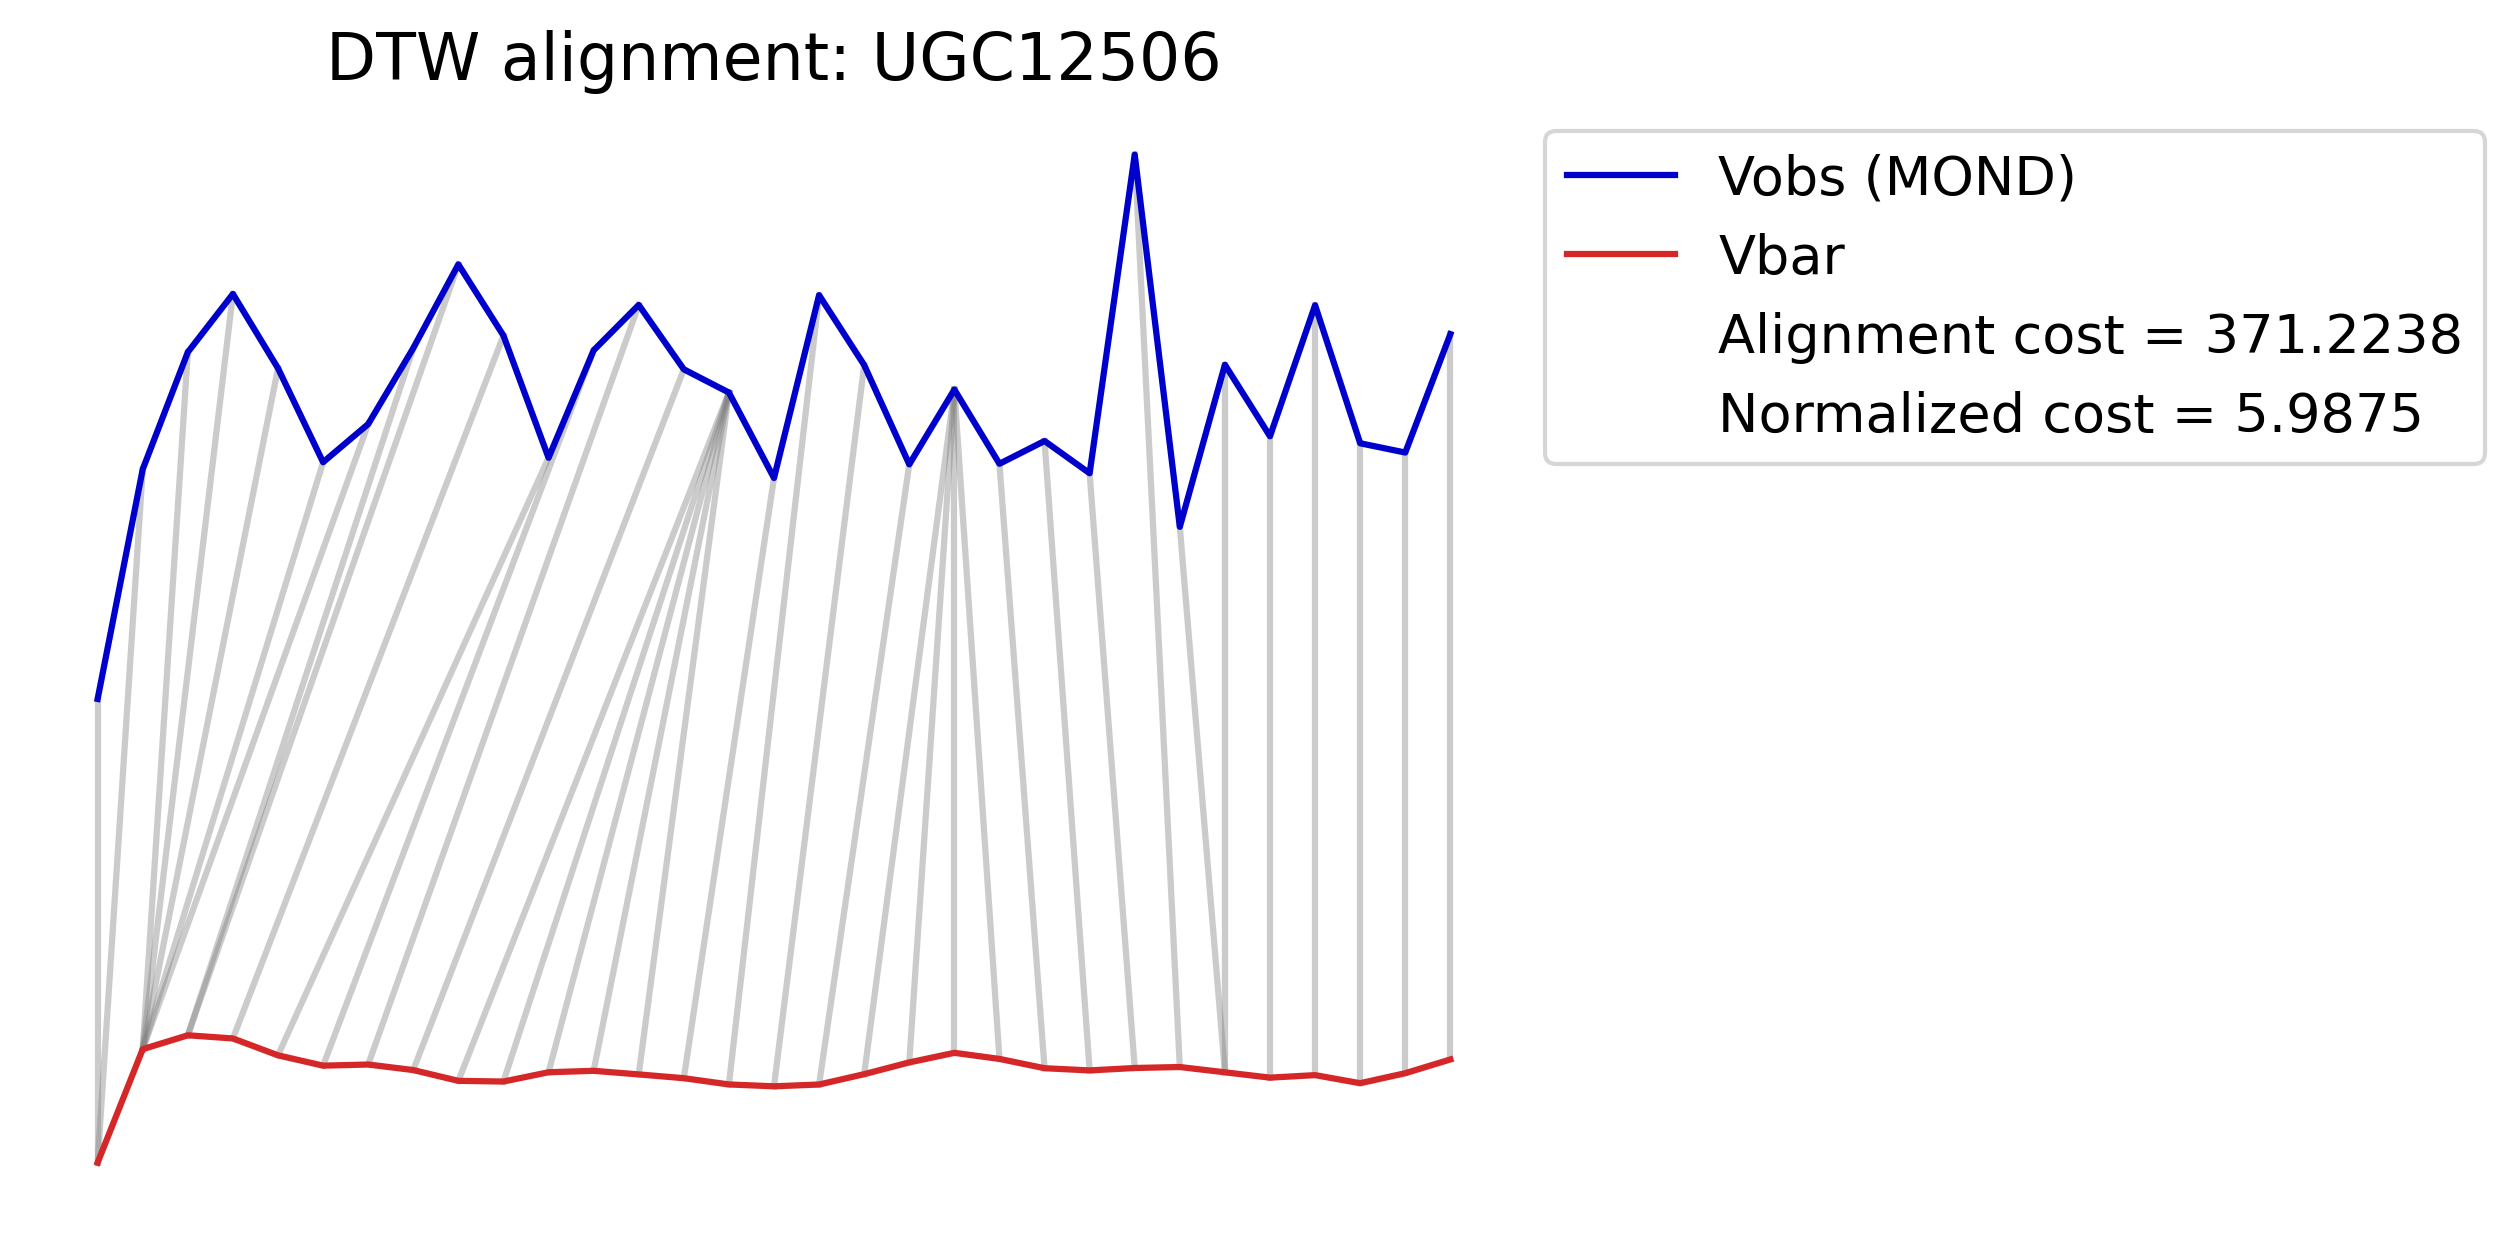 DTW alignment: UGC12506
Vobs (MOND)
Vbar
Alignment cost = 371.2238
Normalized cost = 5.9875